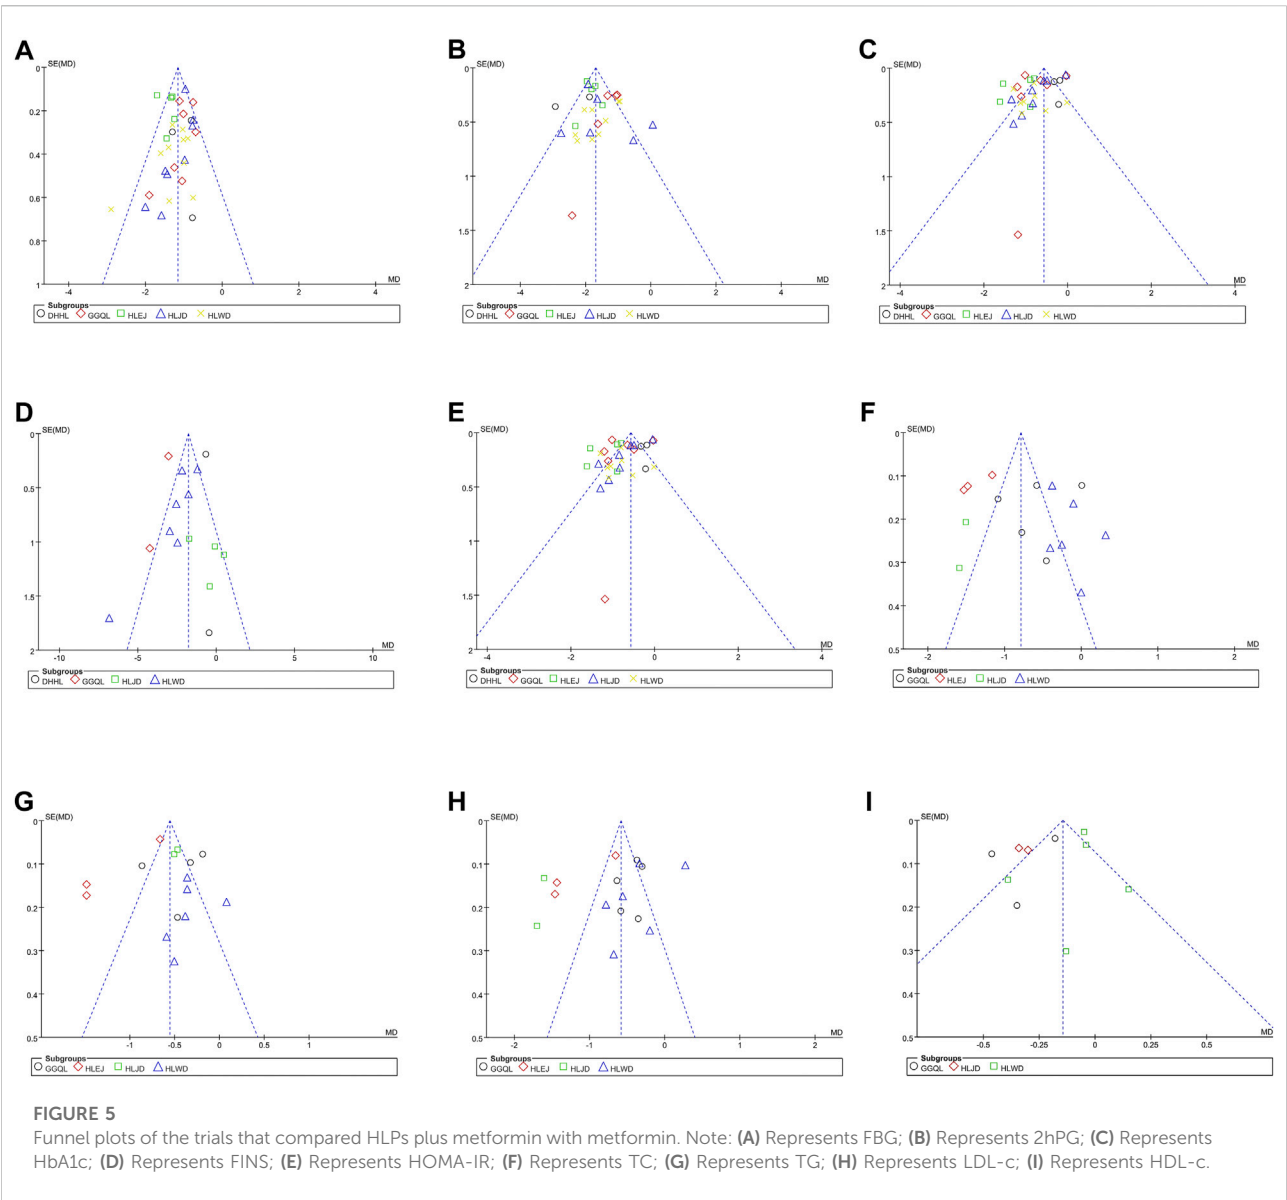 A
SE(MD)
0
0.2
0.4
0.6
0.8
1
-4
-2
0
2
4
MD
Subgroups
DHHL GGQL HLEJ HLJD HLWD
B
SE(MD)
0
0.5
1
1.5
2
-4
-2
0
2
4
MD
Subgroups
DHHL GGQL HLEJ HLJD HLWD
C
SE(MD)
0
0.5
1
1.5
2
-4
-2
0
2
4
MD
Subgroups
DHHL GGQL HLEJ HLJD HLWD
D
SE(MD)
0
0.5
1
1.5
2
-10
-5
0
5
10
MD
Subgroups
DHHL GGQL HLJD HLWD
E
SE(MD)
0
0.5
1
1.5
2
-4
-2
0
2
4
MD
Subgroups
DHHL GGQL HLEJ HLJD HLWD
F
SE(MD)
0
0.1
0.2
0.3
0.4
0.5
-2
-1
0
1
2
MD
Subgroups
GGQL HLEJ HLJD HLWD
G
SE(MD)
0
0.1
0.2
0.3
0.4
0.5
-1
-0.5
0
0.5
1
MD
Subgroups
GGQL HLEJ HLJD HLWD
H
SE(MD)
0
0.1
0.2
0.3
0.4
0.5
-2
-1
0
1
2
MD
Subgroups
GGQL HLEJ HLJD HLWD
I
SE(MD)
0
0.1
0.2
0.3
0.4
0.5
-0.5
-0.25
0
0.25
0.5
MD
Subgroups
GGQL HLJD HLWD
FIGURE 5
Funnel plots of the trials that compared HLPs plus metformin with metformin. Note: (A) Represents FBG; (B) Represents 2hPG; (C) Represents
HbA1c; (D) Represents FINS; (E) Represents HOMA-IR; (F) Represents TC; (G) Represents TG; (H) Represents LDL-c; (I) Represents HDL-c.